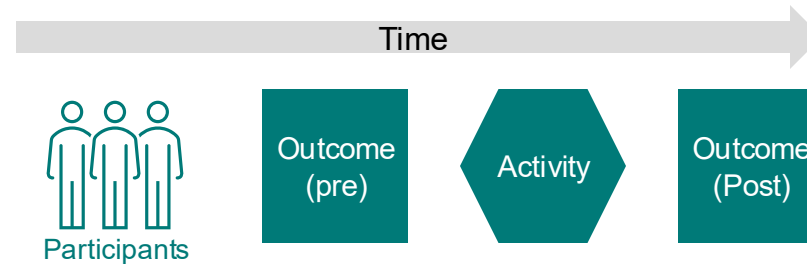 Time
Outcome
(pre)
Activity
Outcome
(Post)
Participants